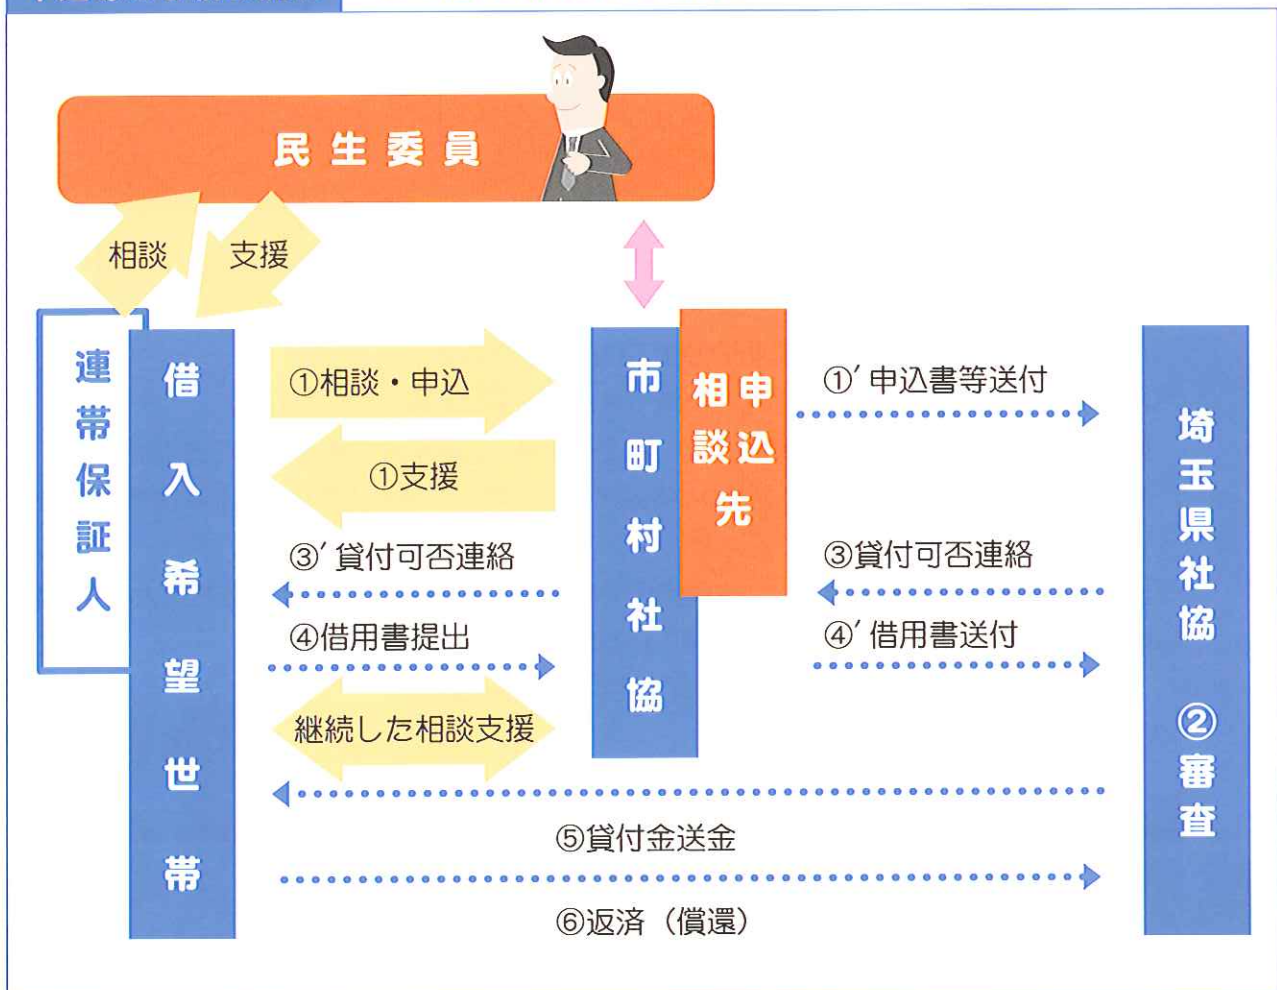 民生委員
相談
支援
連帯保証人
借入希望世帯
①相談・申込
①支援
③′貸付可否連絡
④借用書提出
継続した相談支援
市町村社協
申込
相談
先
①′申込書等送付
③貸付可否連絡
④′借用書送付
埼玉県社協 ②審査
⑤貸付金送金
⑥返済（償還）